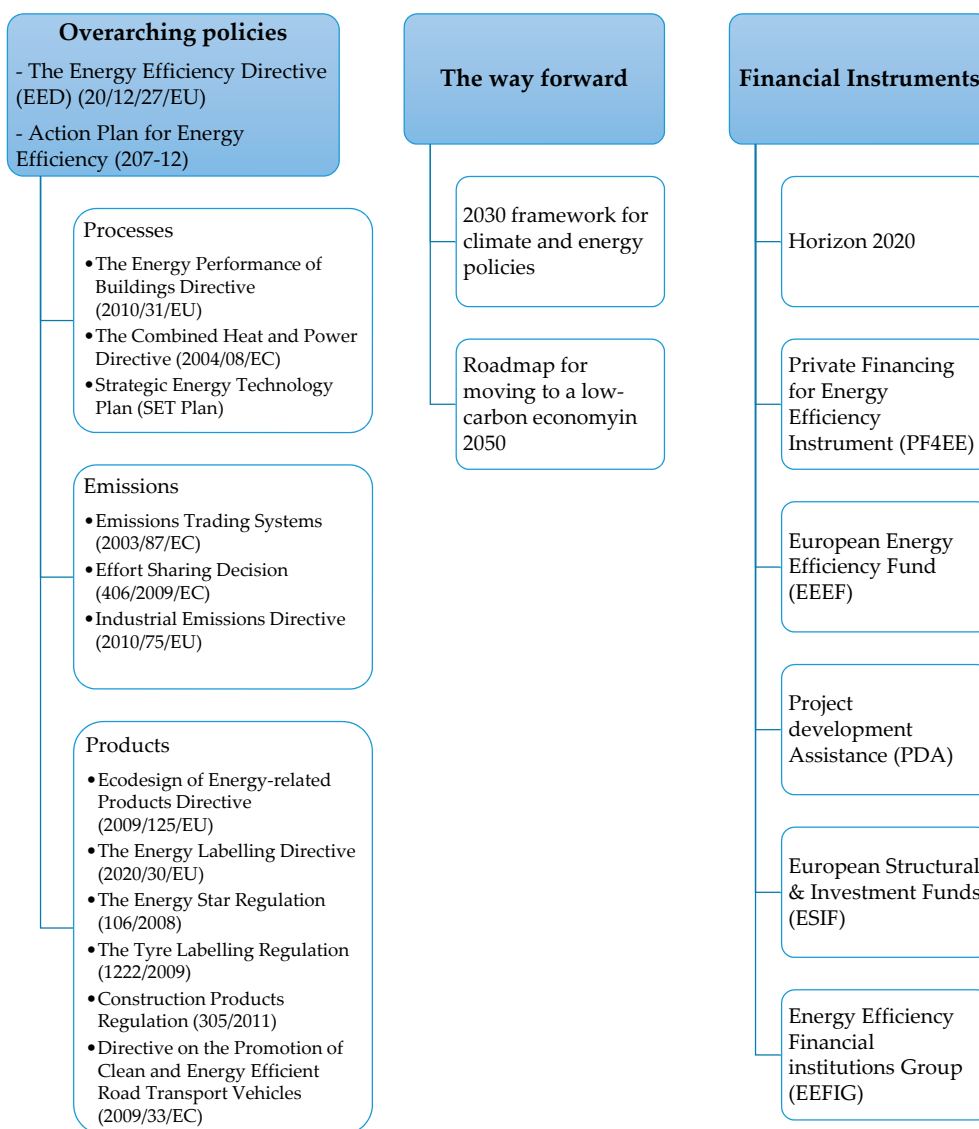 Overarching policies
- The Energy Efficiency Directive
(EED) (20/12/27/EU)
- Action Plan for Energy
Efficiency (207-12)
Processes
•The Energy Performance of
Buildings Directive
(2010/31/EU)
•The Combined Heat and Power
Directive (2004/08/EC)
•Strategic Energy Technology
Plan (SET Plan)
Emissions
•Emissions Trading Systems
(2003/87/EC)
•Effort Sharing Decision
(406/2009/EC)
•Industrial Emissions Directive
(2010/75/EU)
Products
•Ecodesign of Energy-related
Products Directive
(2009/125/EU)
•The Energy Labelling Directive
(2020/30/EU)
•The Energy Star Regulation
(106/2008)
•The Tyre Labelling Regulation
(1222/2009)
•Construction Products
Regulation (305/2011)
•Directive on the Promotion of
Clean and Energy Efficient
Road Transport Vehicles
(2009/33/EC)
The way forward
2030 framework for
climate and energy
policies
Roadmap for
moving to a low-
carbon economyin
2050
Financial Instruments
Horizon 2020
Private Financing
for Energy
Efficiency
Instrument (PF4EE)
European Energy
Efficiency Fund
(EEEF)
Project
development
Assistance (PDA)
European Structural
& Investment Funds
(ESIF)
Energy Efficiency
Financial
institutions Group
(EEFIG)